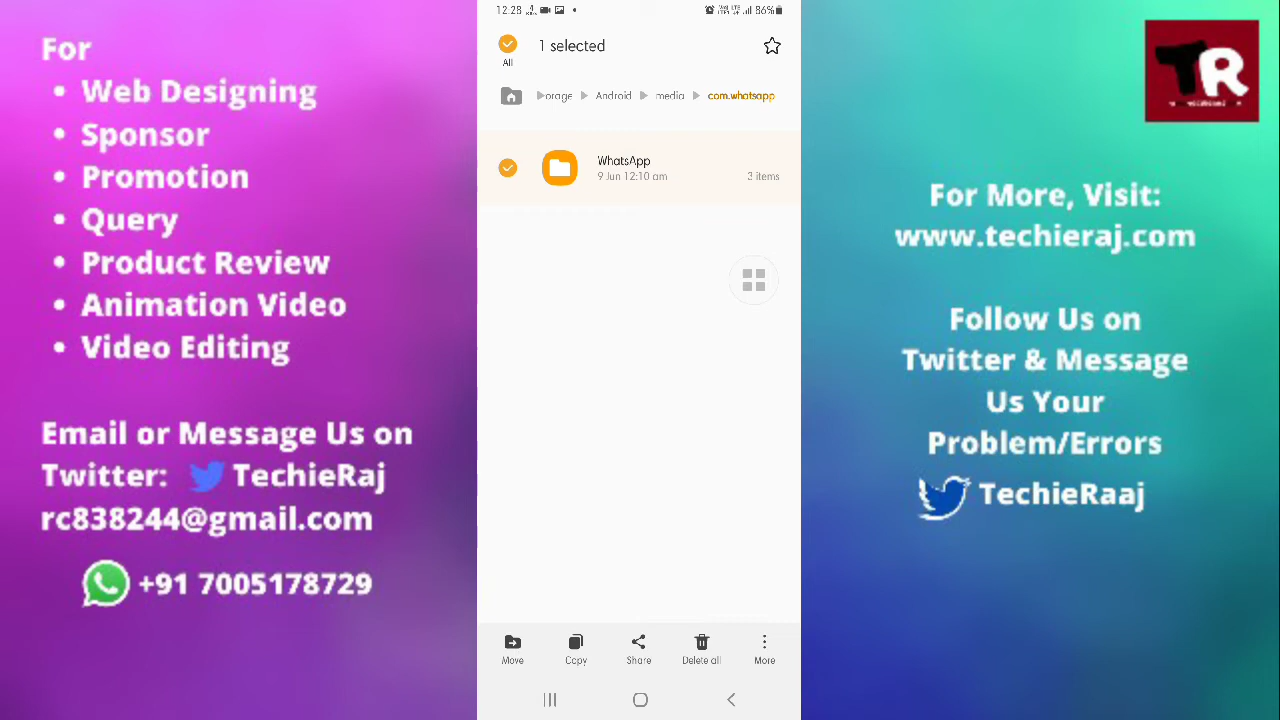 For
• Web Designing
• Sponsor
• Promotion
• Query
• Product Review
• Animation Video
• Video Editing
Email or Message Us on
Twitter: TechieRaj
rc838244@gmail.com
+91 7005178729
12:28
86%
1 selected
All
orage Android media com.whatsapp
WhatsApp
9 Jun 12:10 am
3 items
Move Copy Share Delete all More
TR
For More, Visit:
www.techieraj.com
Follow Us on
Twitter & Message
Us Your
Problem/Errors
TechieRaaj